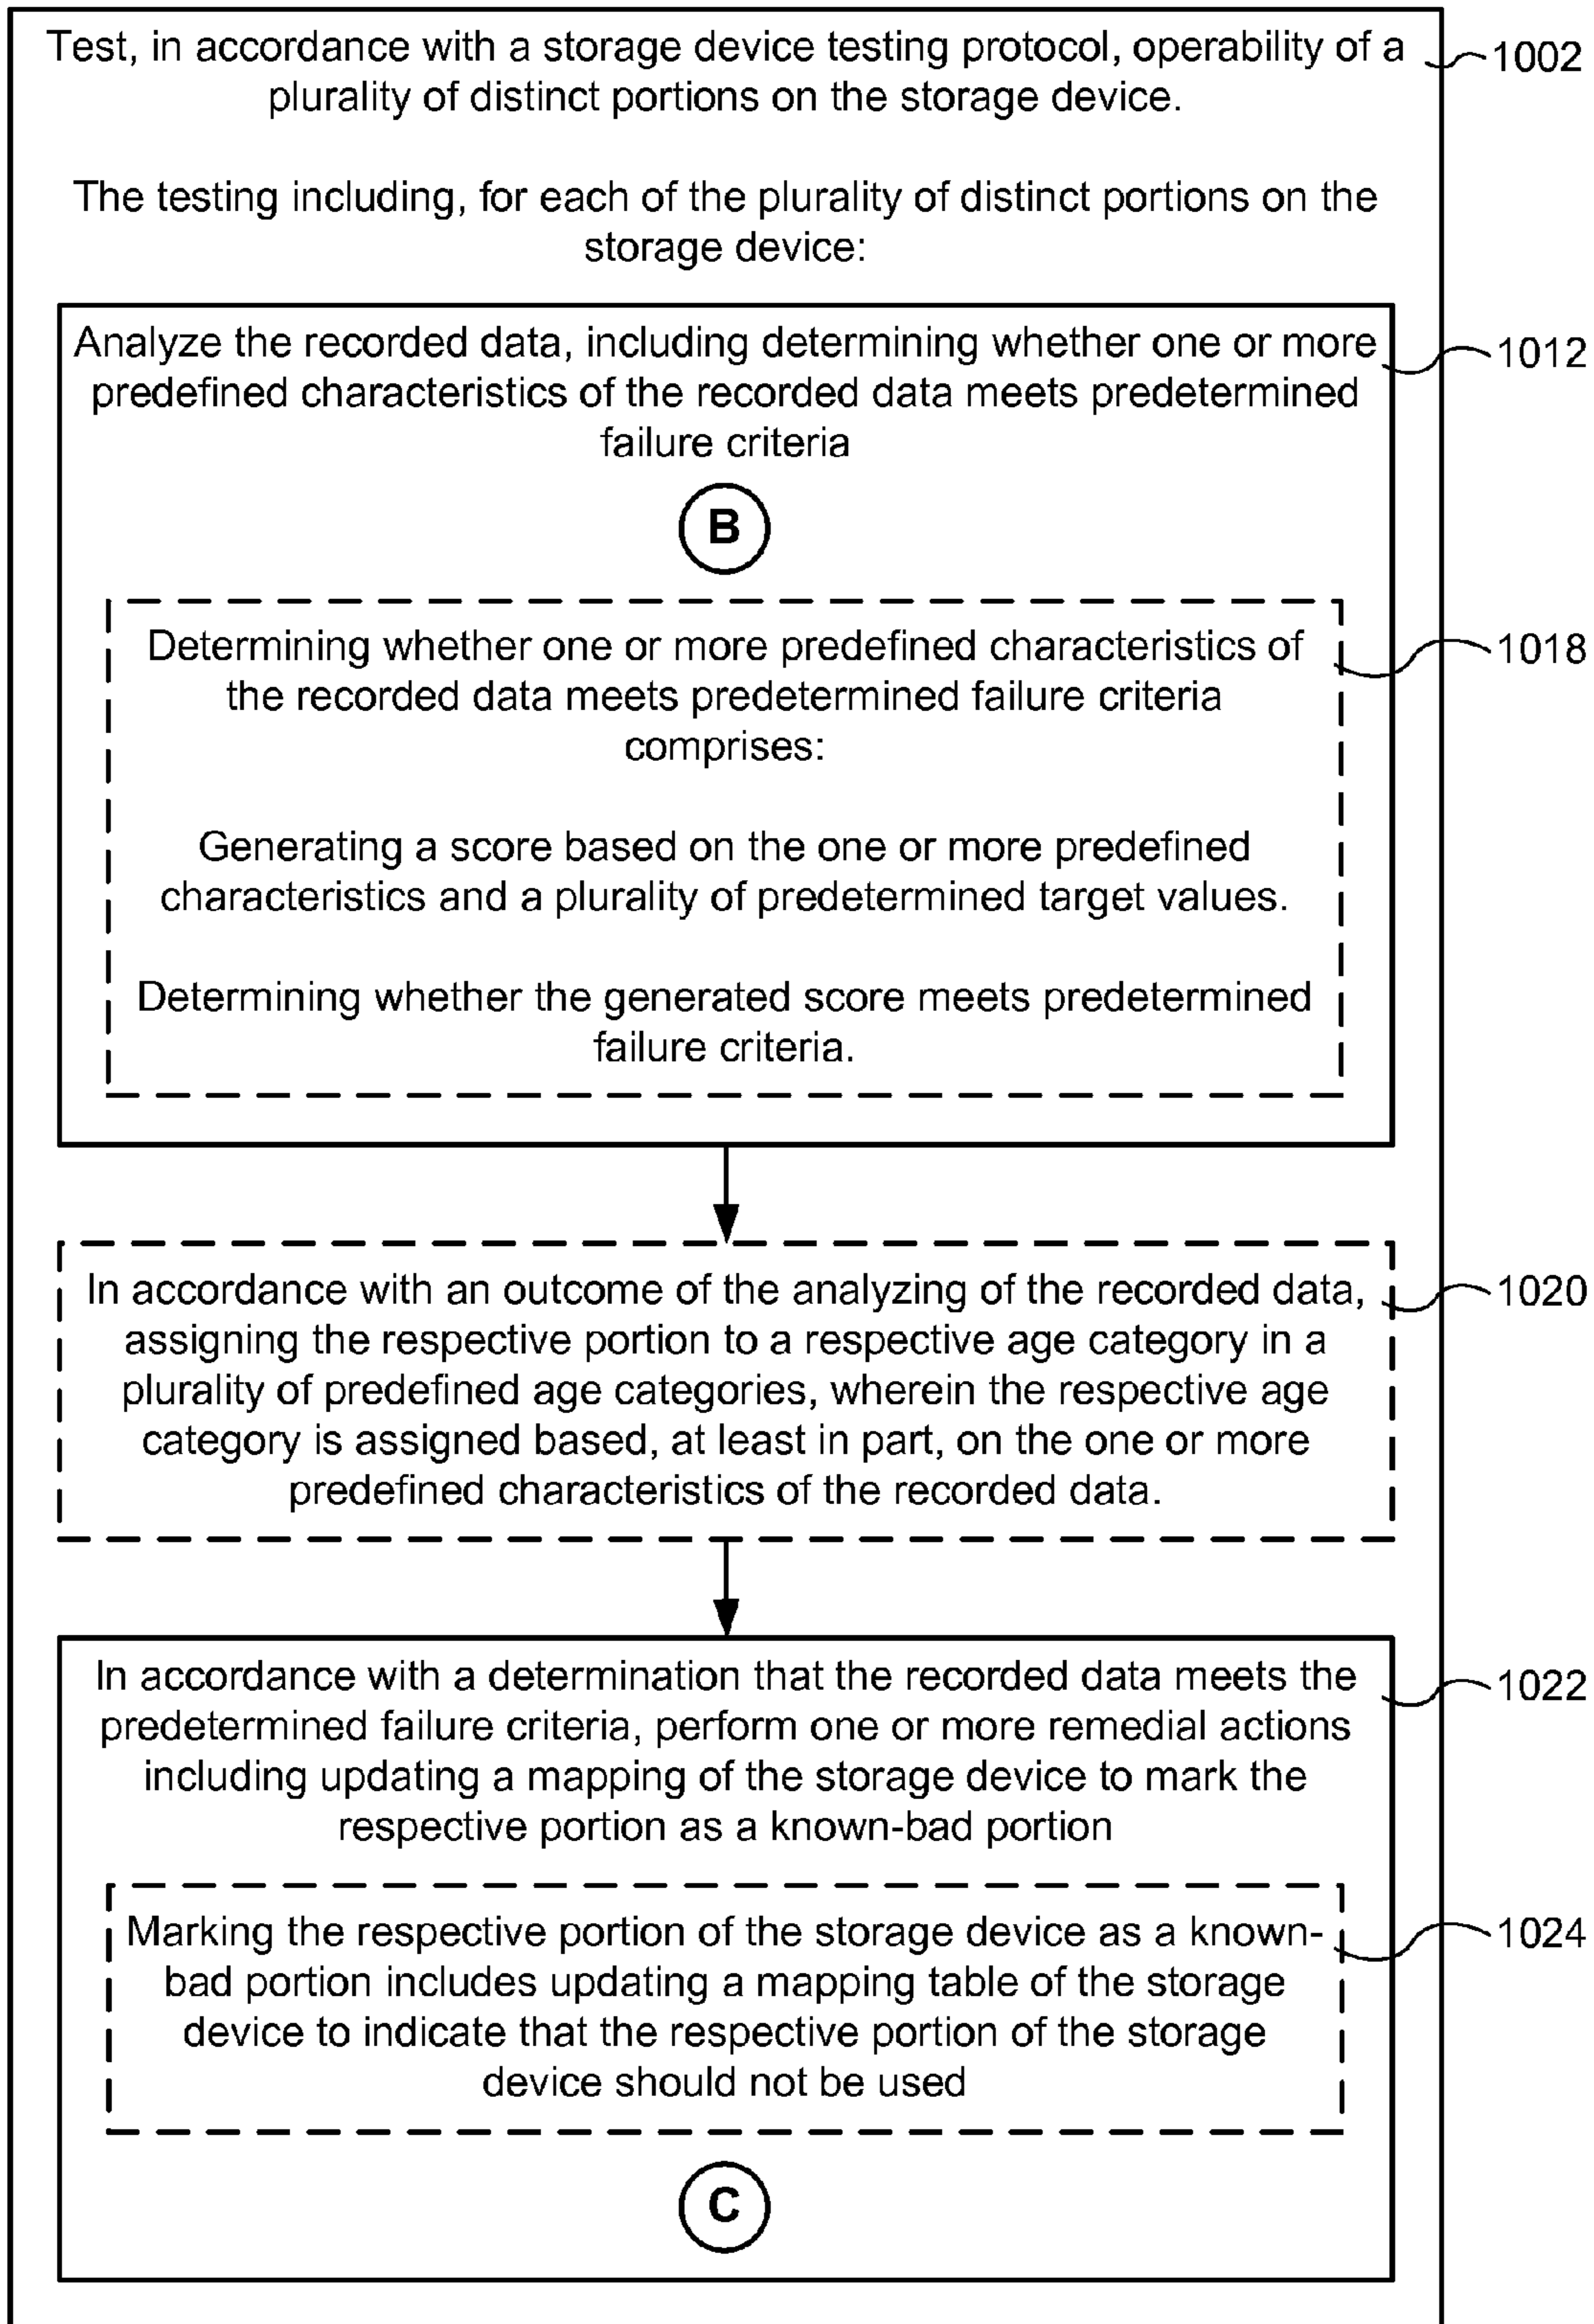 Test, in accordance with a storage device testing protocol, operability of a
1002
plurality of distinct portions on the storage device.
The testing including, for each of the plurality of distinct portions on the
storage device:
Analyze the recorded data, including determining whether one or more
1012
predefined characteristics of the recorded data meets predetermined
failure criteria
B
Determining whether one or more predefined characteristics of
1018
the recorded data meets predetermined failure criteria
comprises:
Generating a score based on the one or more predefined
characteristics and a plurality of predetermined target values.
Determining whether the generated score meets predetermined
failure criteria.
In accordance with an outcome of the analyzing of the recorded data,
1020
assigning the respective portion to a respective age category in a
plurality of predefined age categories, wherein the respective age
category is assigned based, at least in part, on the one or more
predefined characteristics of the recorded data.
In accordance with a determination that the recorded data meets the
1022
predetermined failure criteria, perform one or more remedial actions
including updating a mapping of the storage device to mark the
respective portion as a known-bad portion
Marking the respective portion of the storage device as a known-
1024
bad portion includes updating a mapping table of the storage
device to indicate that the respective portion of the storage
device should not be used
C